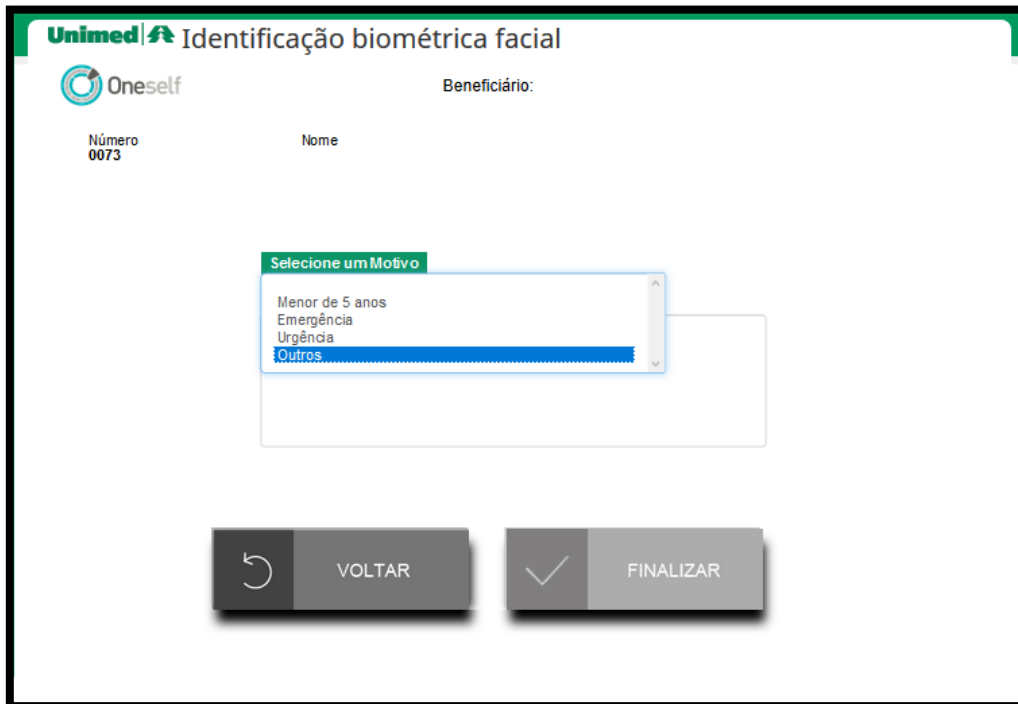 Unimed Identificação biométrica facial
Oneself Beneficiário:
Número Nome
0073
Selecione um Motivo
Menor de 5 anos
Emergência
Urgência
Outros
VOLTAR FINALIZAR